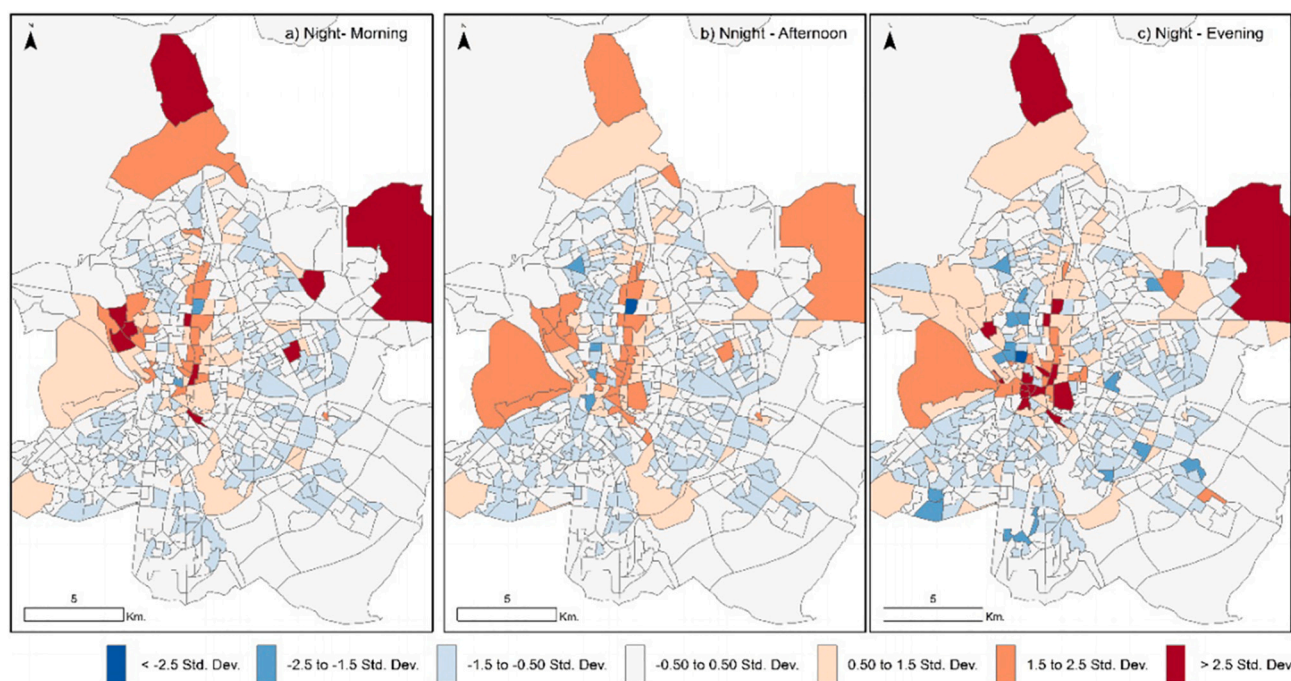 a) Night- Morning
b) Nnight - Afternoon
c) Night - Evening
N
N
N
5
Km.
5
Km.
5
Km.
< -2.5 Std. Dev.
-2.5 to -1.5 Std. Dev.
-1.5 to -0.50 Std. Dev.
-0.50 to 0.50 Std. Dev.
0.50 to 1.5 Std. Dev.
1.5 to 2.5 Std. Dev.
> 2.5 Std. Dev.